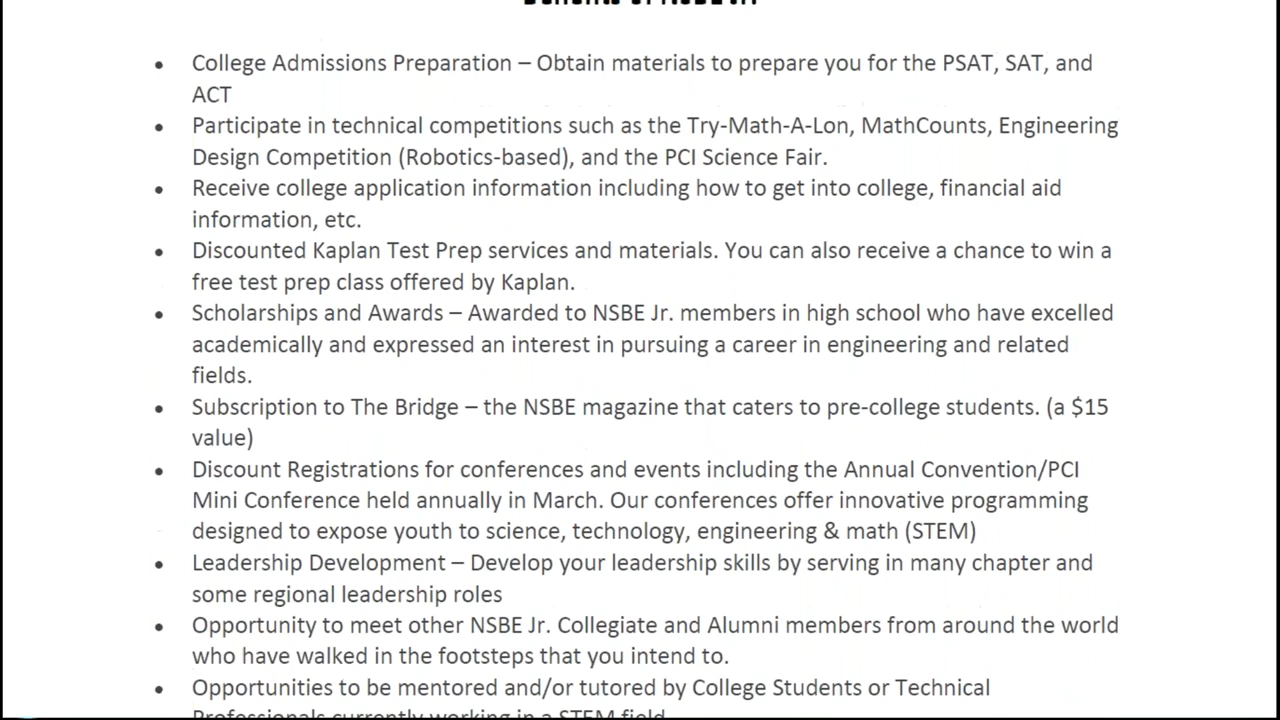 • College Admissions Preparation – Obtain materials to prepare you for the PSAT, SAT, and
ACT
• Participate in technical competitions such as the Try-Math-A-Lon, MathCounts, Engineering
Design Competition (Robotics-based), and the PCI Science Fair.
• Receive college application information including how to get into college, financial aid
information, etc.
• Discounted Kaplan Test Prep services and materials. You can also receive a chance to win a
free test prep class offered by Kaplan.
• Scholarships and Awards – Awarded to NSBE Jr. members in high school who have excelled
academically and expressed an interest in pursuing a career in engineering and related
fields.
• Subscription to The Bridge – the NSBE magazine that caters to pre-college students. (a $15
value)
• Discount Registrations for conferences and events including the Annual Convention/PCI
Mini Conference held annually in March. Our conferences offer innovative programming
designed to expose youth to science, technology, engineering & math (STEM)
• Leadership Development – Develop your leadership skills by serving in many chapter and
some regional leadership roles
• Opportunity to meet other NSBE Jr. Collegiate and Alumni members from around the world
who have walked in the footsteps that you intend to.
• Opportunities to be mentored and/or tutored by College Students or Technical
Professionals currently working in a STEM field